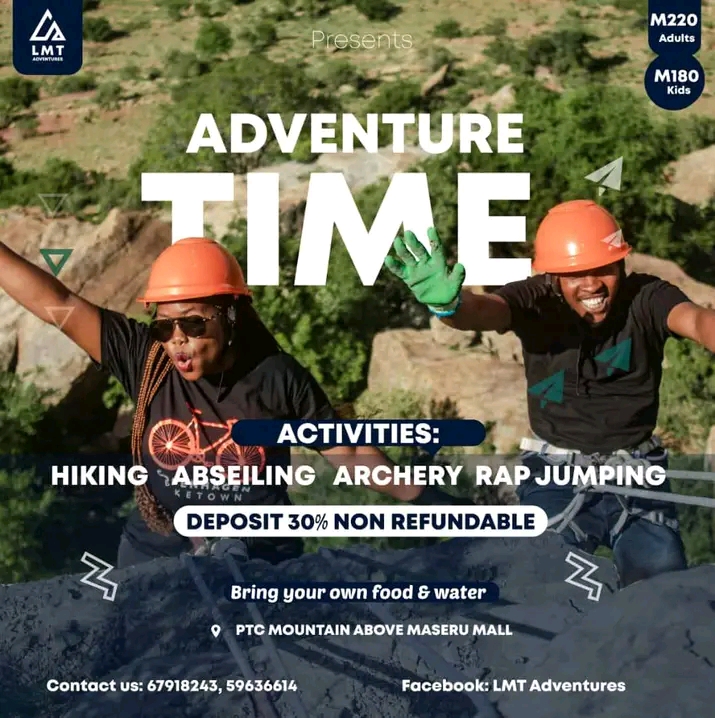 LMT
ADVENTURES
Presents
M220
Adults
M180
Kids
ADVENTURE
TIME
ACTIVITIES:
HIKING ABSEILING ARCHERY RAP JUMPING
KETOWN
DEPOSIT 30% NON REFUNDABLE
Bring your own food & water
PTC MOUNTAIN ABOVE MASERU MALL
Contact us: 67918243, 59636614
Facebook: LMT Adventures